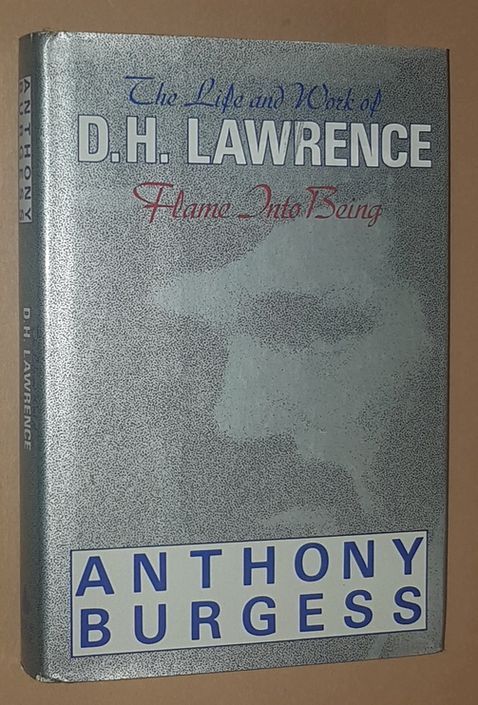 The Life and Work of
D.H. LAWRENCE
Flame Into Being
ANTHONY
BURGESS
ANTHONY
BURGESS
D H LAWRENCE